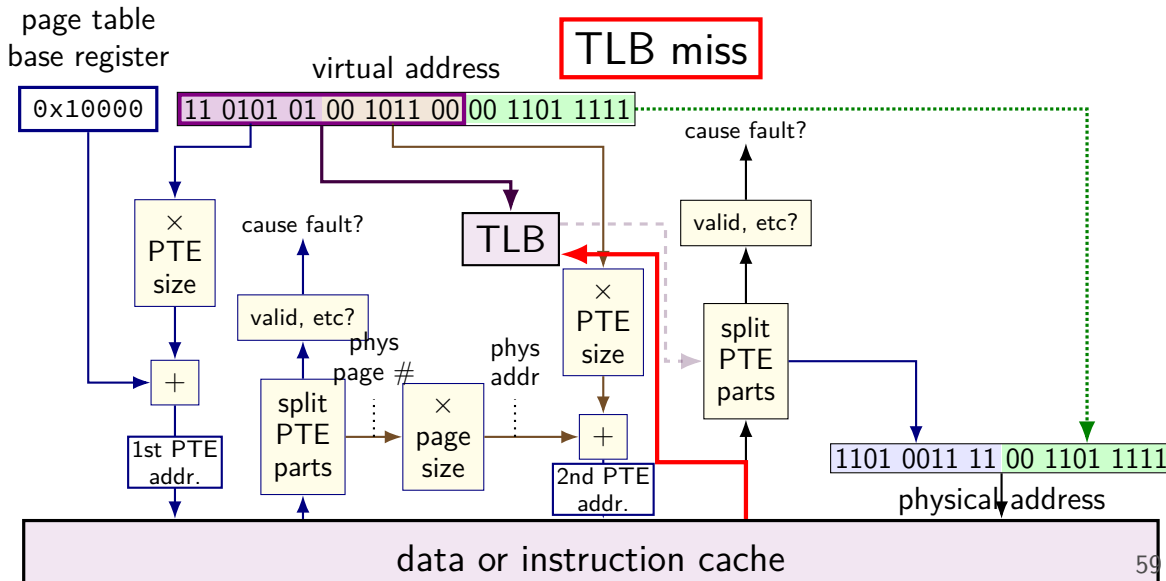 page table
base register
0x10000
virtual address
TLB miss
11 0101 01 00 1011 00 00 1101 1111
cause fault?
valid, etc?
×
PTE
size
cause fault?
valid, etc?
TLB
×
PTE
size
split
PTE
parts
+
phys
page #
phys
addr
split
PTE
parts
×
page
size
+
1st PTE
addr.
2nd PTE
addr.
1101 0011 11 00 1101 1111
physical address
data or instruction cache
59